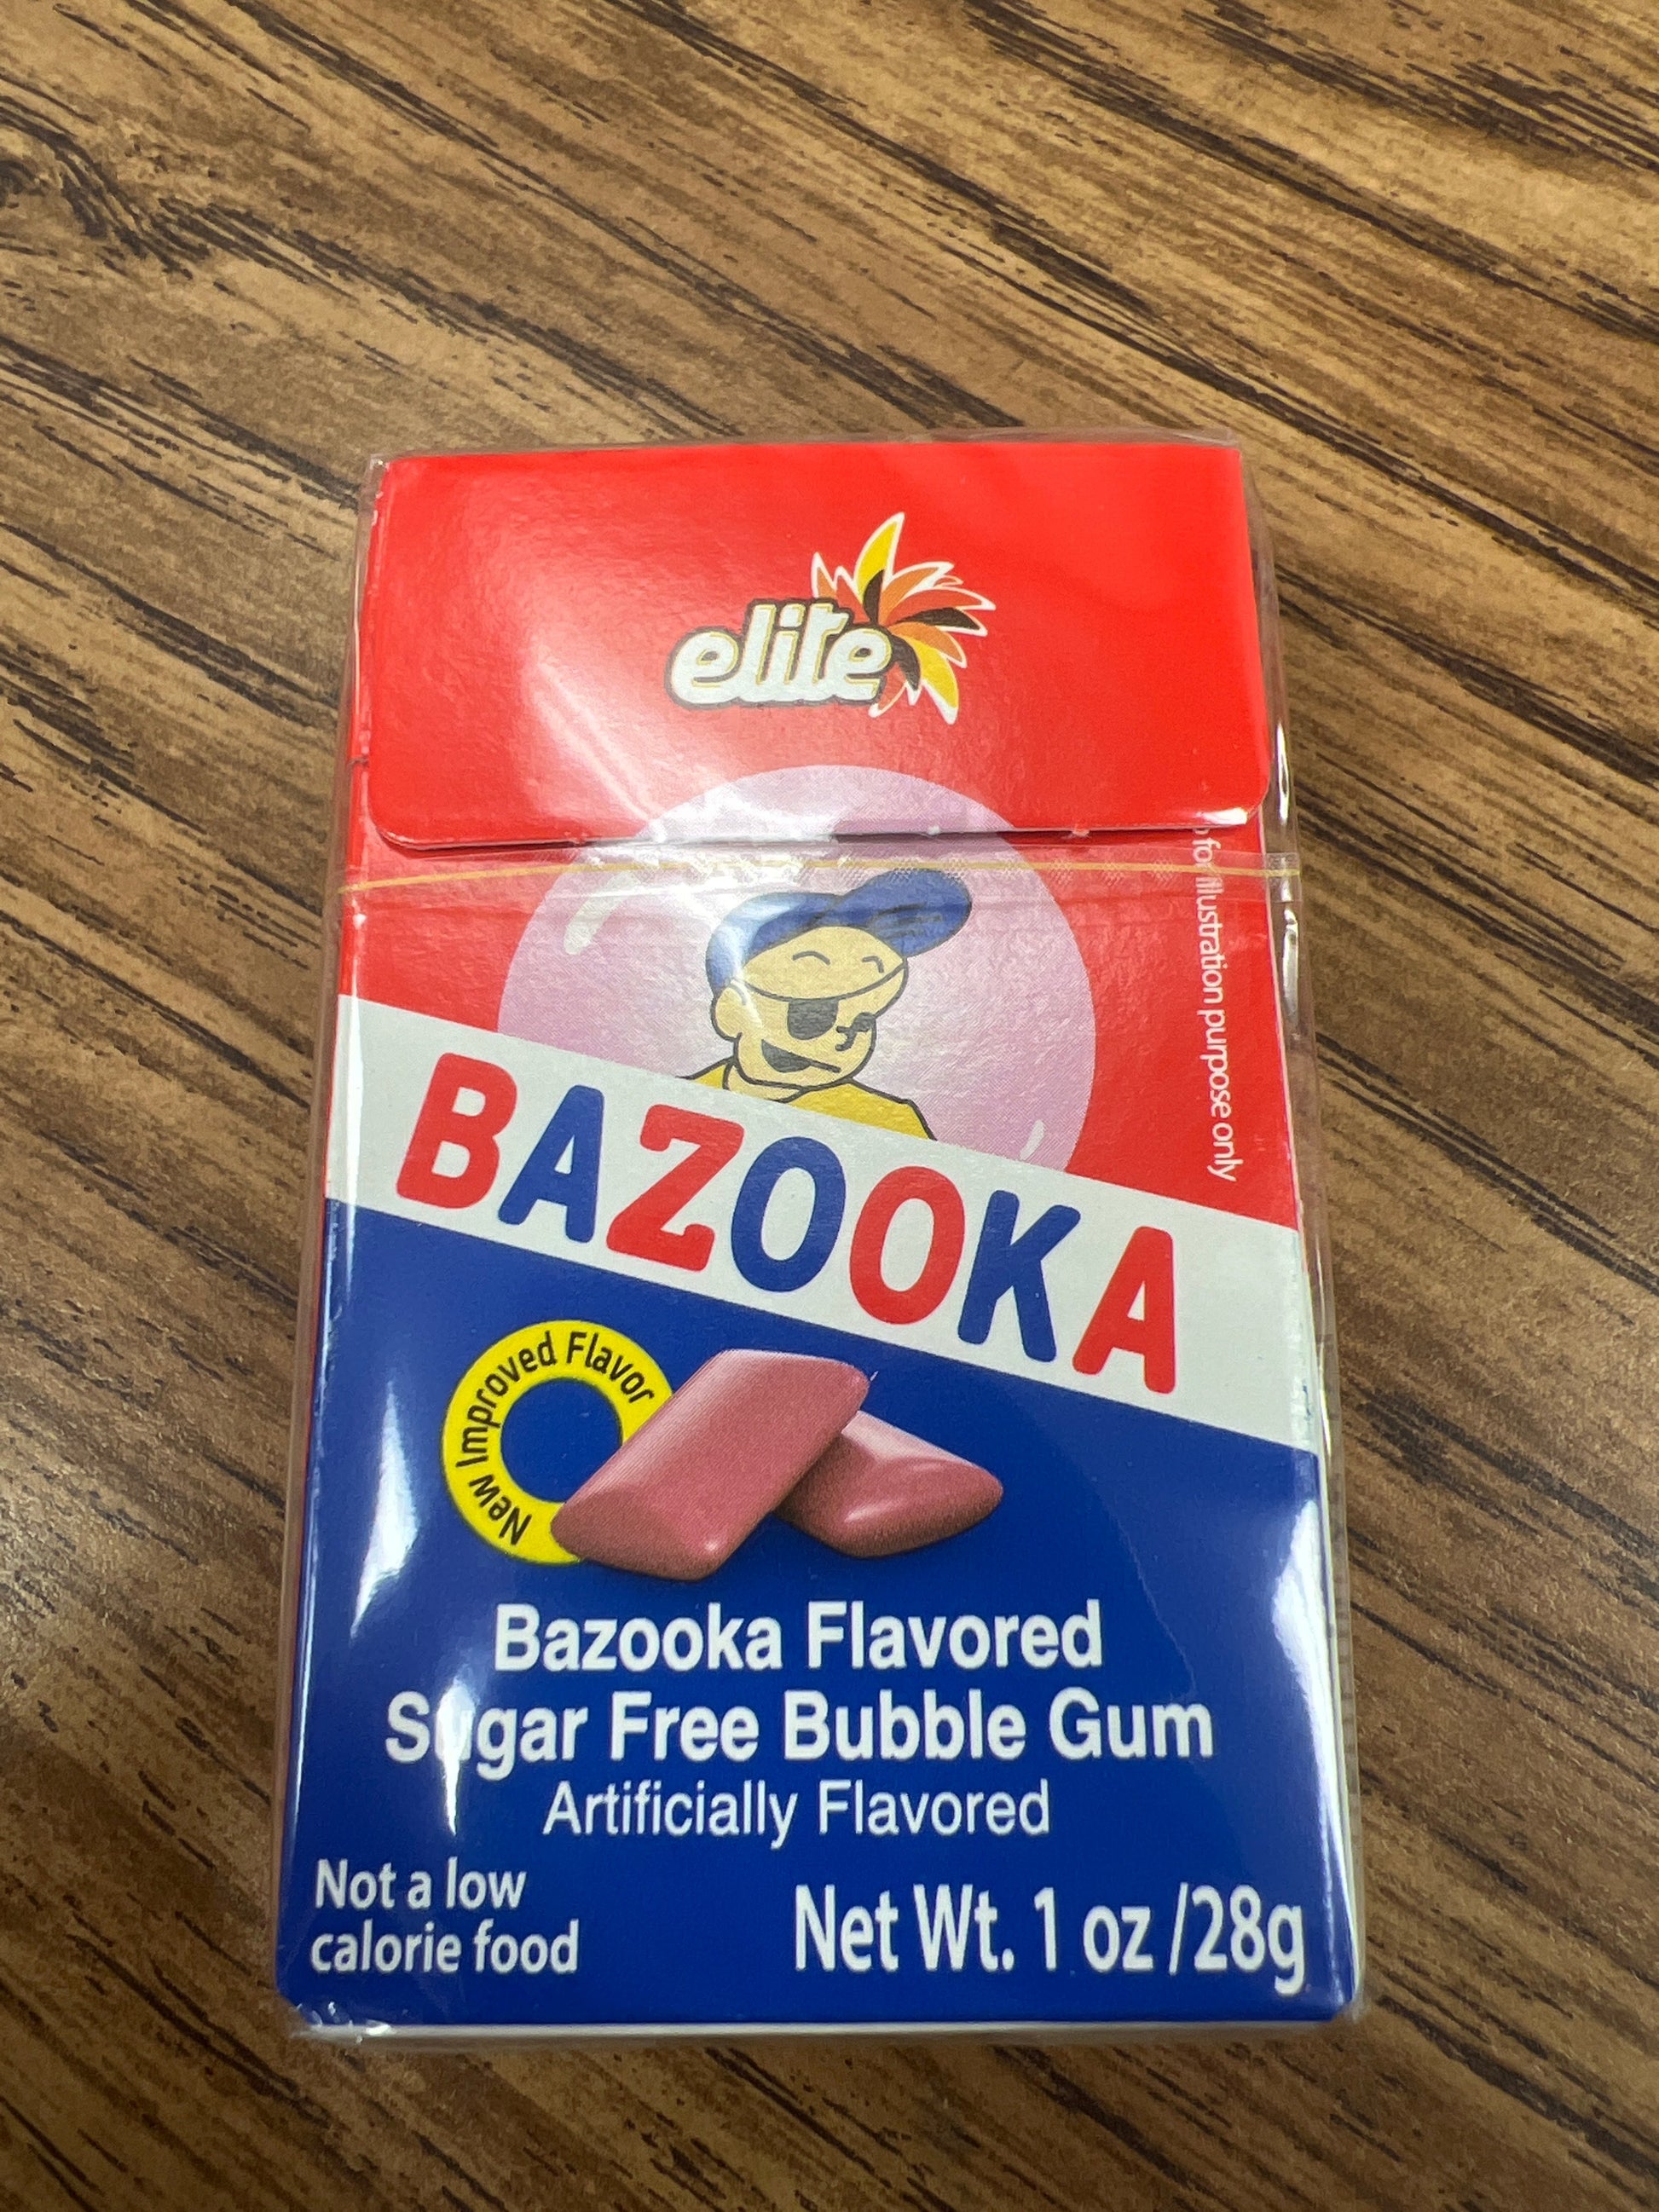 elite
for illustration purpose only
BAZOOKA
New Improved Flavor
Bazooka Flavored
Sugar Free Bubble Gum
Artificially Flavored
Not a low
calorie food
Net Wt. 1 oz /28g